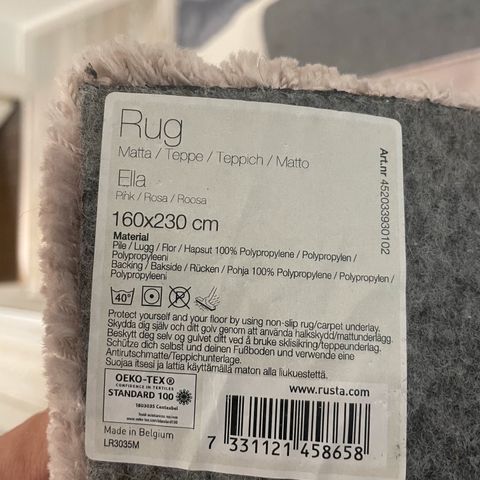 Rug
Matta / Teppe / Teppich / Matto
Ella
Pink / Rosa / Roosa
160x230 cm
Material
Pile / Lugg / Flor / Hapsut 100% Polypropylene / Polypropylen /
Polypropyleeni
Backing / Bakside / Rücken / Pohja 100% Polypropylene / Polypropylen /
Polypropyleeni
40°
Protect yourself and your floor by using non-slip rug/carpet underlay.
Skydda dig själv och ditt golv genom att använda halkskydd/mattunderlägg.
Beskytt deg selv og gulvet ditt ved å bruke sklisikring/teppeunderlag.
Schütze dich selbst und deinen Fußboden und verwende eine
Antirutschmatte/Teppichunterlage.
Suojaa itsesi ja lattia käyttämällä maton alla liukuestettä.
OEKO-TEX®
CONFIDENCE IN TEXTILES
STANDARD 100
1803035 Centexbel
Made in Belgium
LR3035M
www.rusta.com
7 331121 458658
Art.nr 452033930102